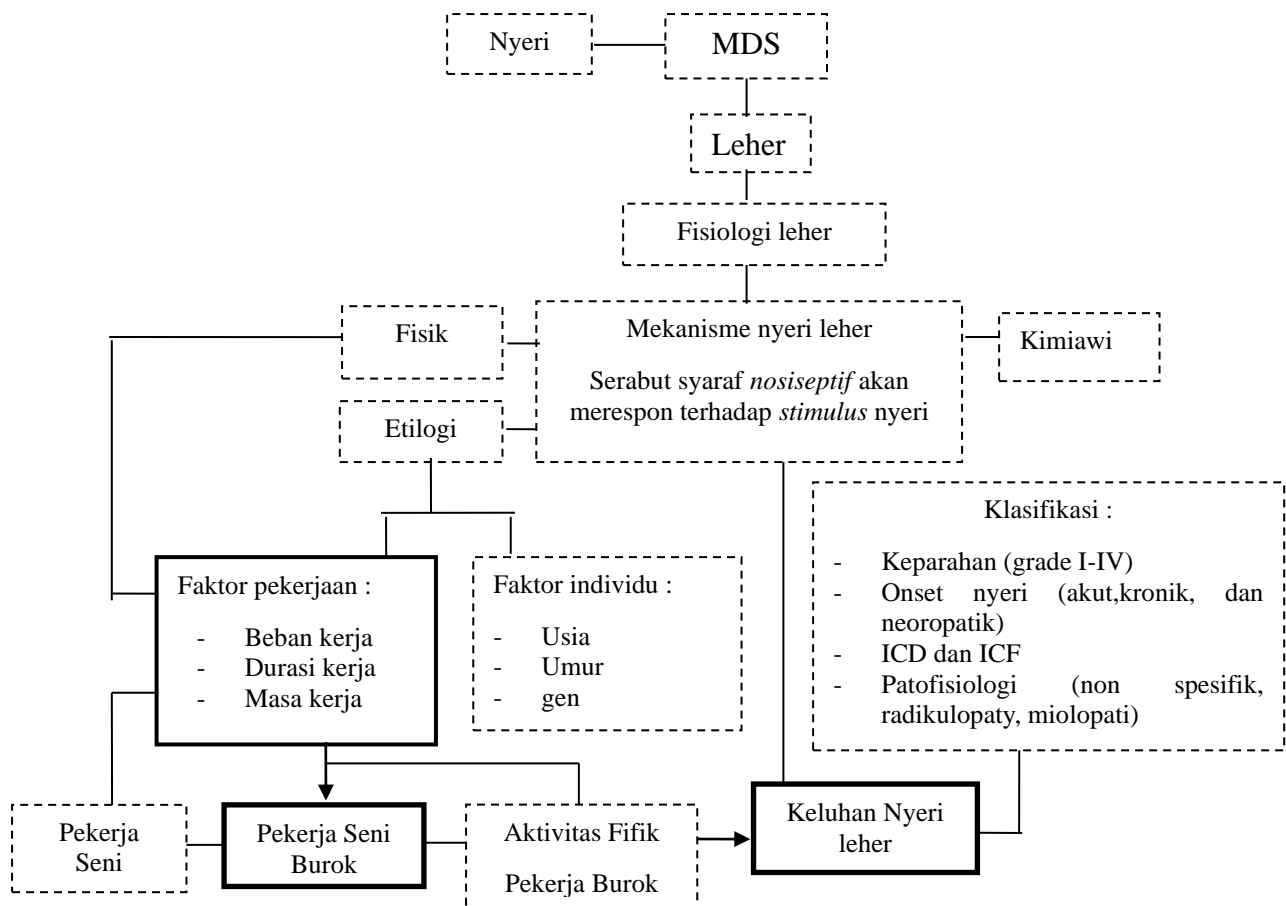 Nyeri
MDS
Leher
Fisiologi leher
Fisik
Mekanisme nyeri leher
Serabut syaraf nosiseptif akan
merespon terhadap stimulus nyeri
Kimiawi
Etilogi
Klasifikasi :
- Keparahan (grade I-IV)
- Onset nyeri (akut,kronik, dan
neoropatik)
- ICD dan ICF
- Patofisiologi (non spesifik,
radikulopaty, miolopati)
Faktor pekerjaan :
- Beban kerja
- Durasi kerja
- Masa kerja
Faktor individu :
- Usia
- Umur
- gen
Pekerja
Seni
Pekerja Seni
Burok
Aktivitas Fifik
Pekerja Burok
Keluhan Nyeri
leher